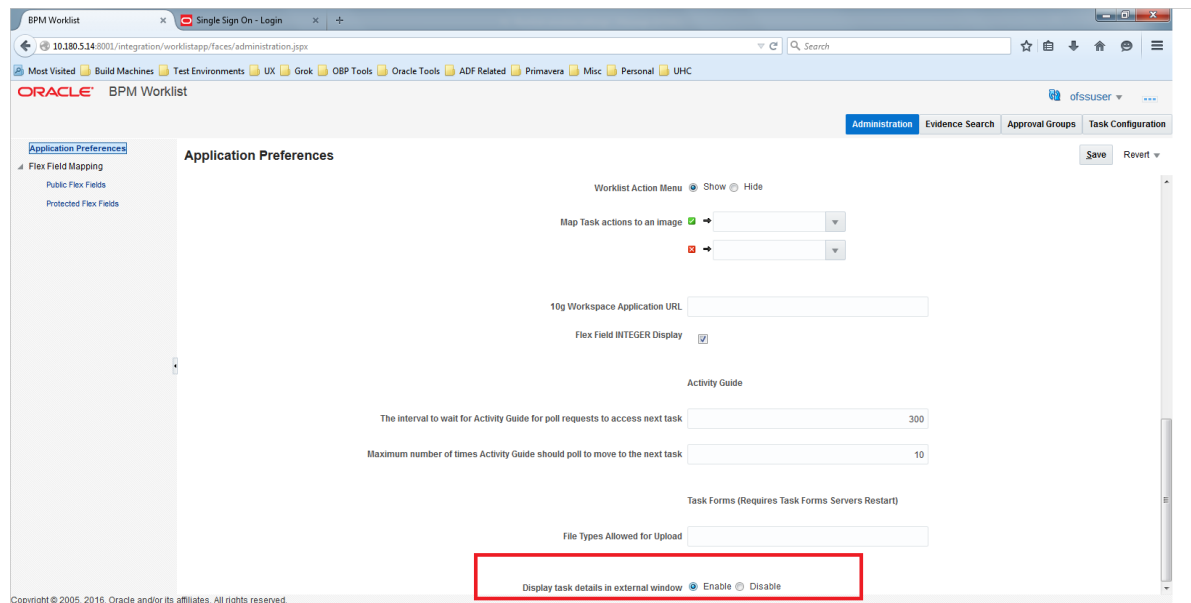 BPM Worklist
Single Sign On - Login
10.180.5.14:8001/integration/worklistapp/faces/administration.jspx
Search
Most Visited Build Machines Test Environments UX Grok OBP Tools Oracle Tools ADF Related Primavera Misc Personal UHC
ORACLE BPM Worklist
ofssuser
Administration Evidence Search Approval Groups Task Configuration
Application Preferences
Flex Field Mapping
Public Flex Fields
Protected Flex Fields
Application Preferences
Save Revert
Worklist Action Menu Show Hide
Map Task actions to an image
10g Workspace Application URL
Flex Field INTEGER Display
Activity Guide
The interval to wait for Activity Guide for poll requests to access next task 300
Maximum number of times Activity Guide should poll to move to the next task 10
Task Forms (Requires Task Forms Servers Restart)
File Types Allowed for Upload
Display task details in external window Enable Disable
Copyright © 2005, 2016, Oracle and/or its affiliates. All rights reserved.